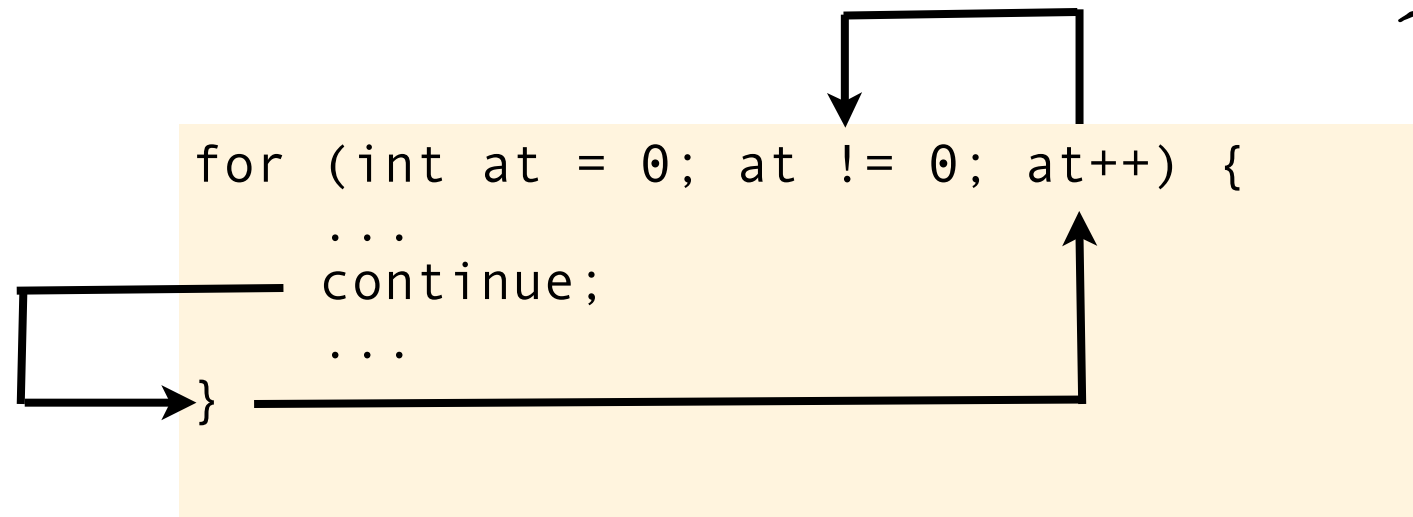 for (int at = 0; at != 0; at++) {
...
continue;
...
}